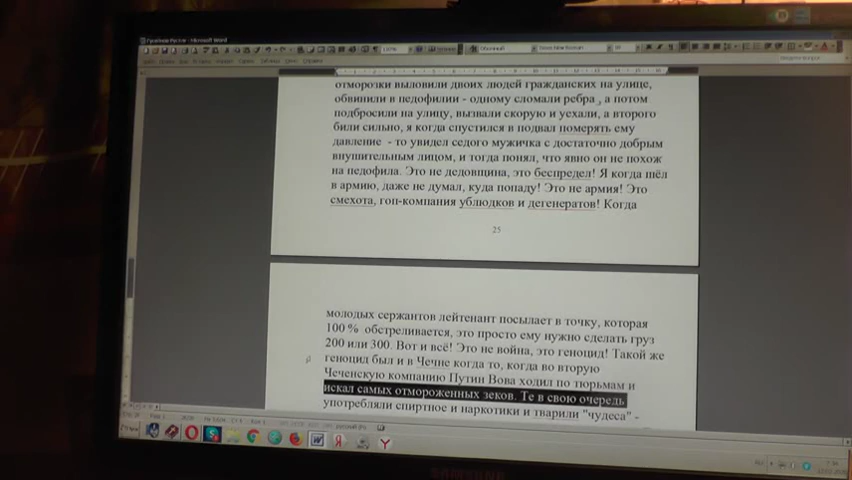 Microsoft Word
отморозки выловили двоих людей гражданских на улице,
обвинили в педофилии - одному сломали ребра , а потом
подбросили на улицу, вызвали скорую и уехали, а второго
били сильно, я когда спустился в подвал померять ему
давление - то увидел седого мужичка с достаточно добрым
внушительным лицом, и тогда понял, что явно он не похож
на педофила. Это не дедовщина, это беспредел! Я когда шёл
в армию, даже не думал, куда попаду! Это не армия! Это
смехота, гоп-компания ублюдков и дегенератов! Когда
25
молодых сержантов лейтенант посылает в точку, которая
100 % обстреливается, это просто ему нужно сделать груз
200 или 300. Вот и всё! Это не война, это геноцид! Такой же
геноцид был и в Чечне когда то, когда во вторую
Чеченскую компанию Путин Вова ходил по тюрьмам и
искал самых отмороженных зеков. Те в свою очередь
употребляли спиртное и наркотики и тварили "чудеса" -
SAMSUNG